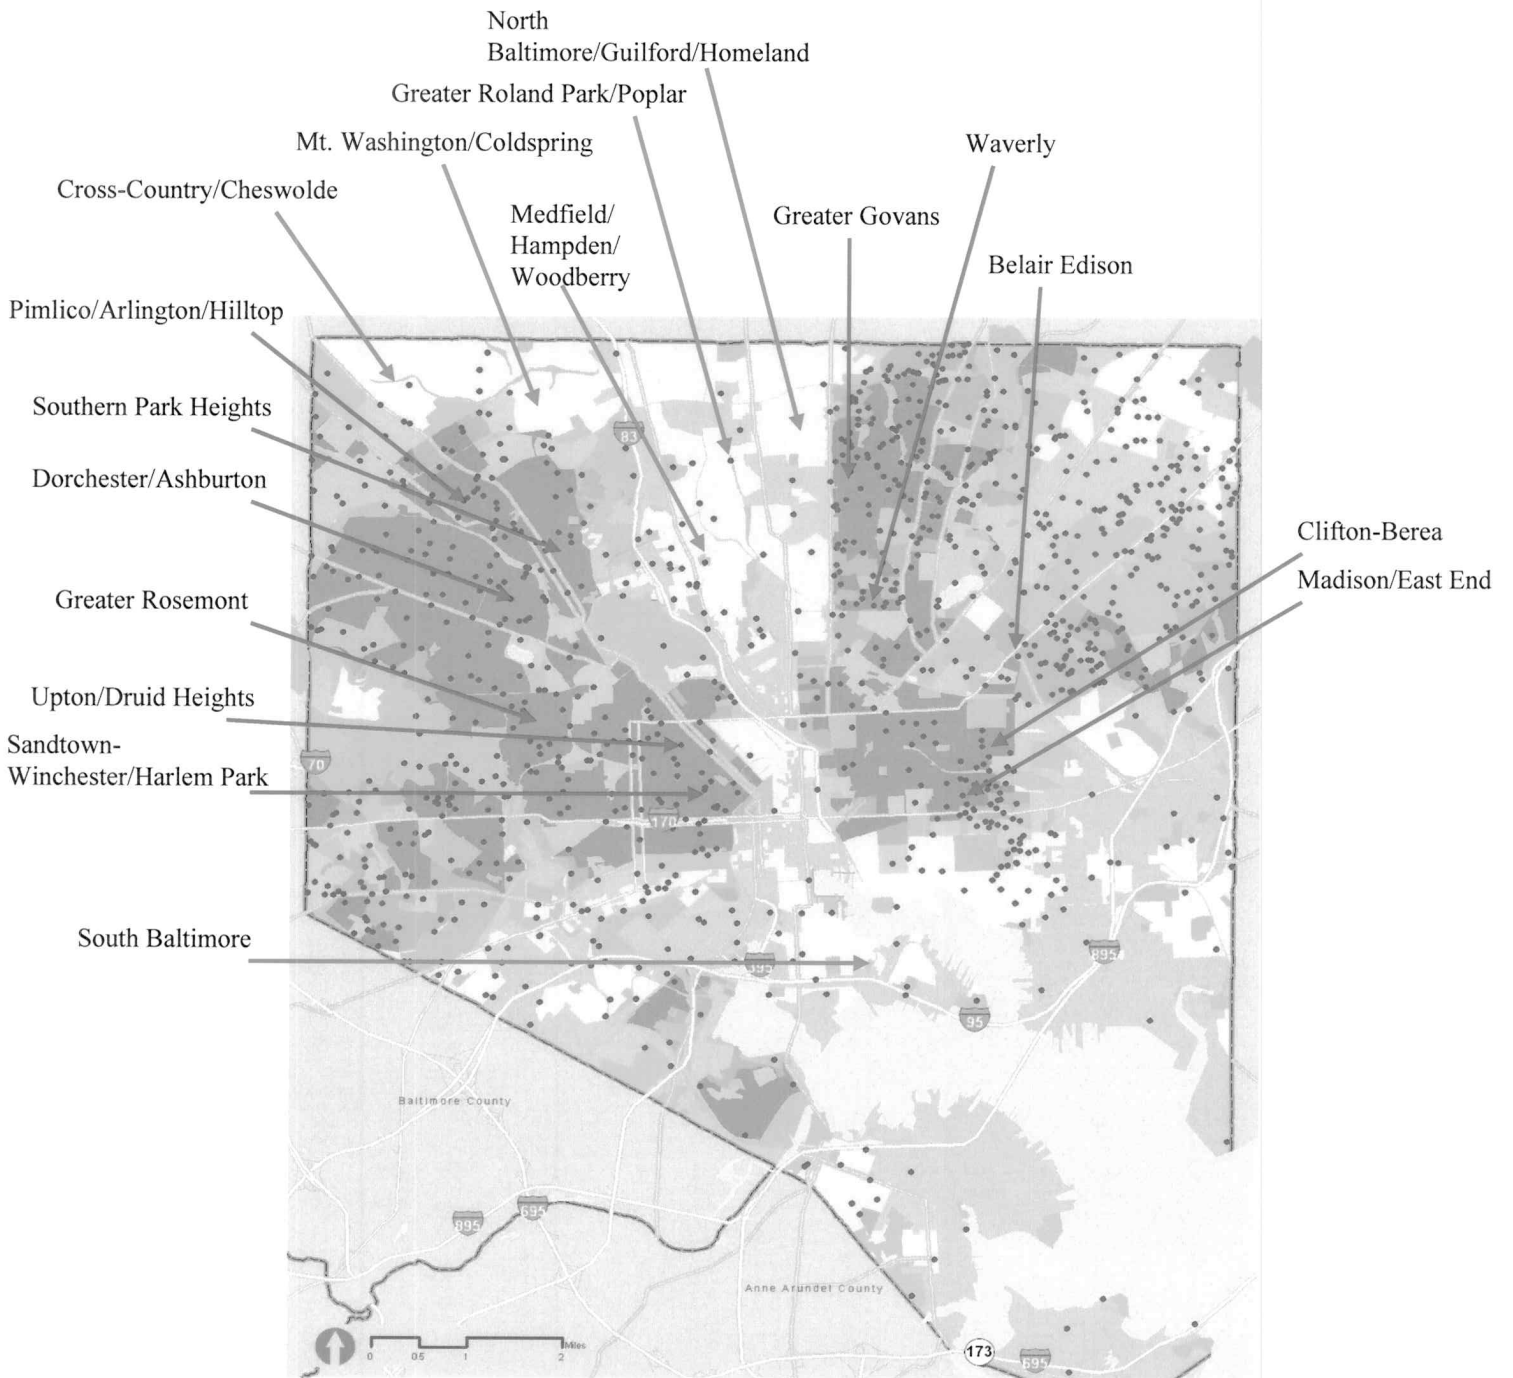 North
Baltimore/Guilford/Homeland
Greater Roland Park/Poplar
Mt. Washington/Coldspring
Waverly
Cross-Country/Cheswolde
Medfield/
Hampden/
Woodberry
Greater Govans
Belair Edison
Pimlico/Arlington/Hilltop
Southern Park Heights
83
Dorchester/Ashburton
Clifton-Berea
Madison/East End
Greater Rosemont
Upton/Druid Heights
Sandtown-
Winchester/Harlem Park
70
170
South Baltimore
395
895
95
Baltimore County
895
695
Anne Arundel County
Miles
0 0.5 1 2
173
695